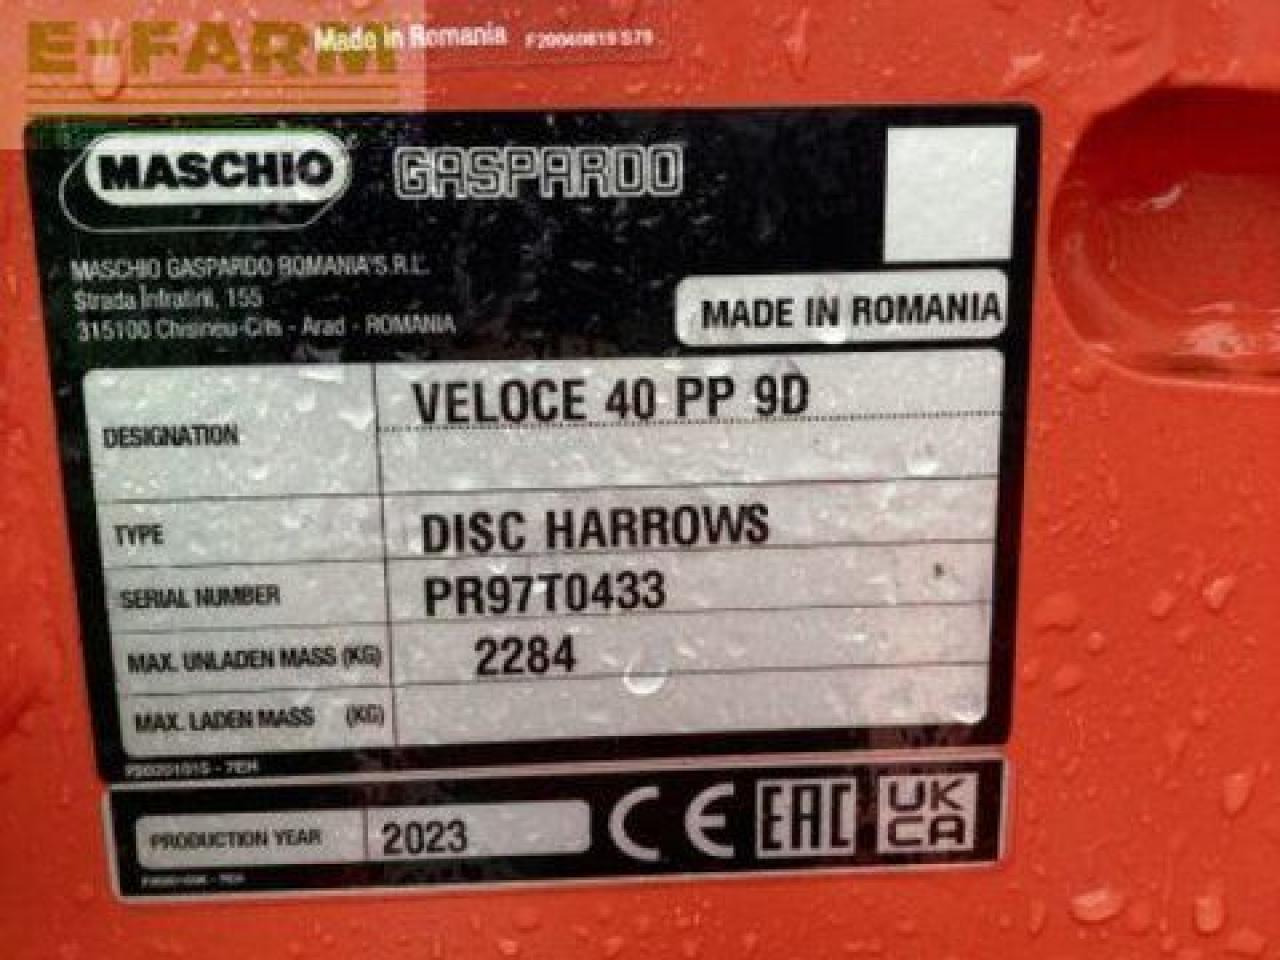 E-FARM
Made in Romania F20040819 S79
MASCHIO GASPARDO
MASCHIO GASPARDO ROMANIA S.R.L.
Strada Infratirii, 155
315100 Chisineu-Cris - Arad - ROMANIA
MADE IN ROMANIA
DESIGNATION VELOCE 40 PP 9D
TYPE DISC HARROWS
SERIAL NUMBER PR97T0433
MAX. UNLADEN MASS (KG) 2284
MAX. LADEN MASS (KG)
PRODUCTION YEAR 2023 CE EAC UK CA